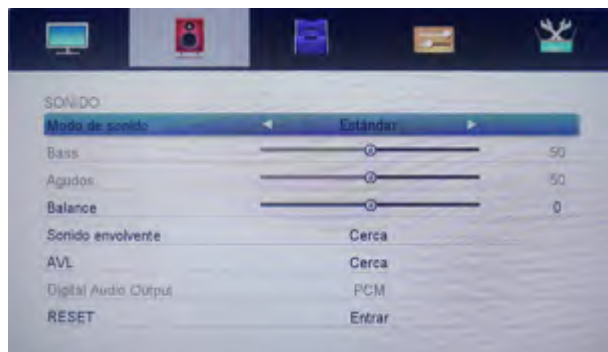 SONIDO
Modo de sonido Estándar
Bass 50
Agudos 50
Balance 0
Sonido envolvente Cerca
AVL Cerca
Digital Audio Output PCM
RESET Entrar